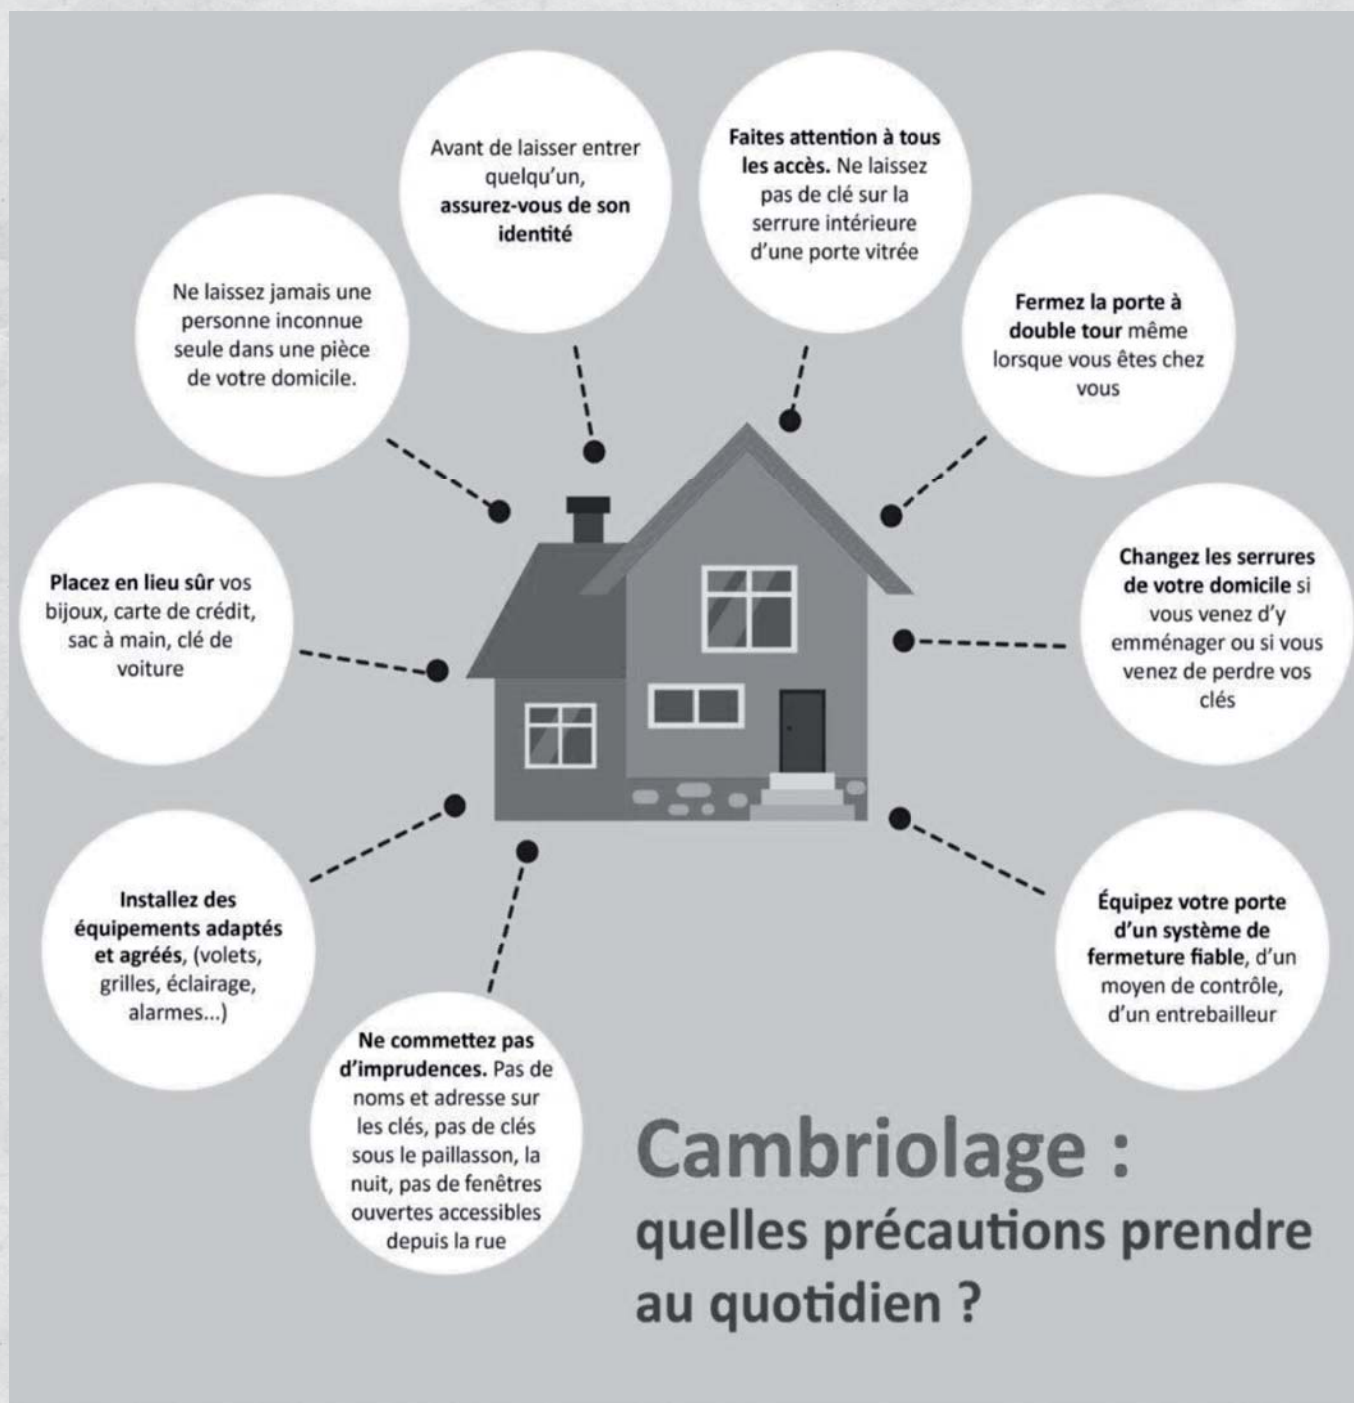 Avant de laisser entrer
quelqu'un,
assurez-vous de son
identité
Faites attention à tous
les accès. Ne laissez
pas de clé sur la
serrure intérieure
d'une porte vitrée
Ne laissez jamais une
personne inconnue
seule dans une pièce
de votre domicile.
Fermez la porte à
double tour même
lorsque vous êtes chez
vous
Placez en lieu sûr vos
bijoux, carte de crédit,
sac à main, clé de
voiture
Changez les serrures
de votre domicile si
vous venez d'y
emménager ou si vous
venez de perdre vos
clés
Installez des
équipements adaptés
et agréés, (volets,
grilles, éclairage,
alarmes...)
Équipez votre porte
d'un système de
fermeture fiable, d'un
moyen de contrôle,
d'un entrebailleur
Ne commettez pas
d'imprudences. Pas de
noms et adresse sur
les clés, pas de clés
sous le paillasson, la
nuit, pas de fenêtres
ouvertes accessibles
depuis la rue
Cambriolage :
quelles précautions prendre
au quotidien ?